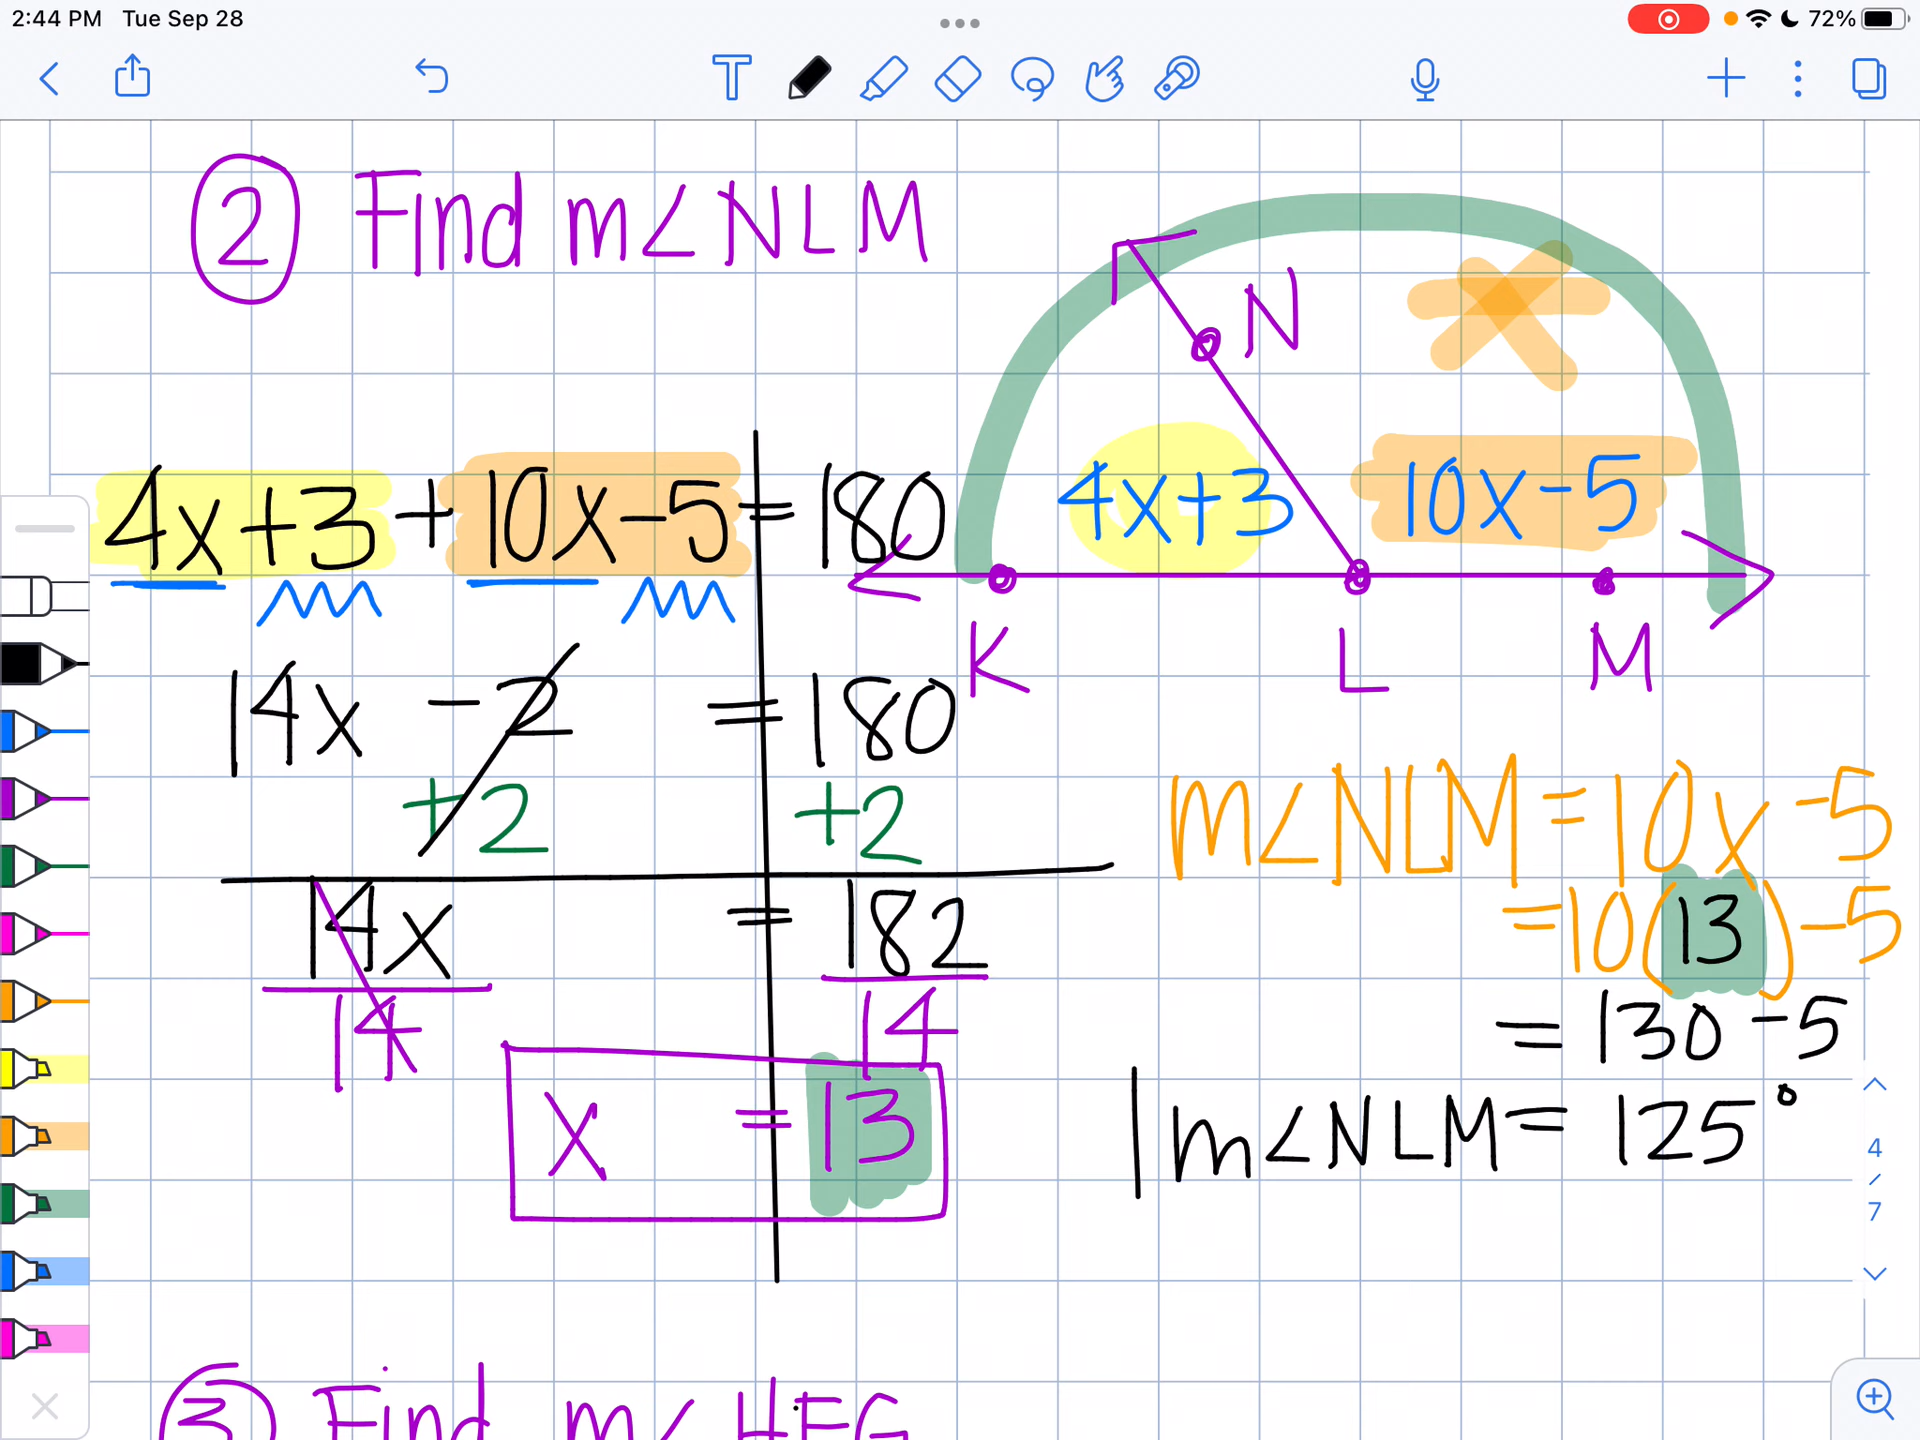 2:44 PM Tue Sep 28
72%
T
2 Find m∠NLM
N
4x+3 + 10x-5 = 180
4x+3 10x-5
K L M
14x - 2 = 180
+2 +2
14x = 182
14 14
x = 13
m∠NLM = 10x - 5
= 10(13) - 5
= 130 - 5
m∠NLM = 125°
4
/
7
3 Find m∠HFG